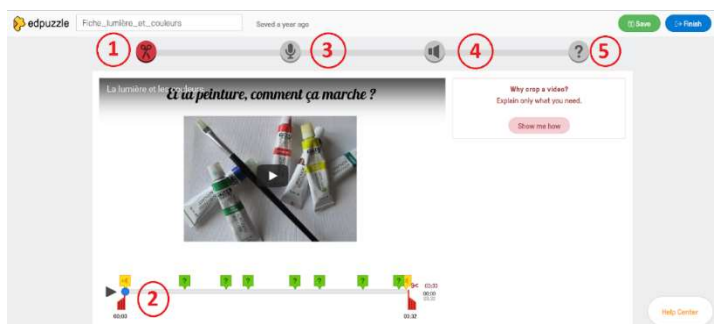 edpuzzle
Fiche_lumière_et_couleurs
Saved a year ago
Save
Finish
1
3
4
?
5
La lumière et les couleurs
Et la peinture, comment ça marche ?
Why crop a video?
Explain only what you need.
Show me how
? ? ? ? ? ? ?
2
00:00
03:32
Help Center